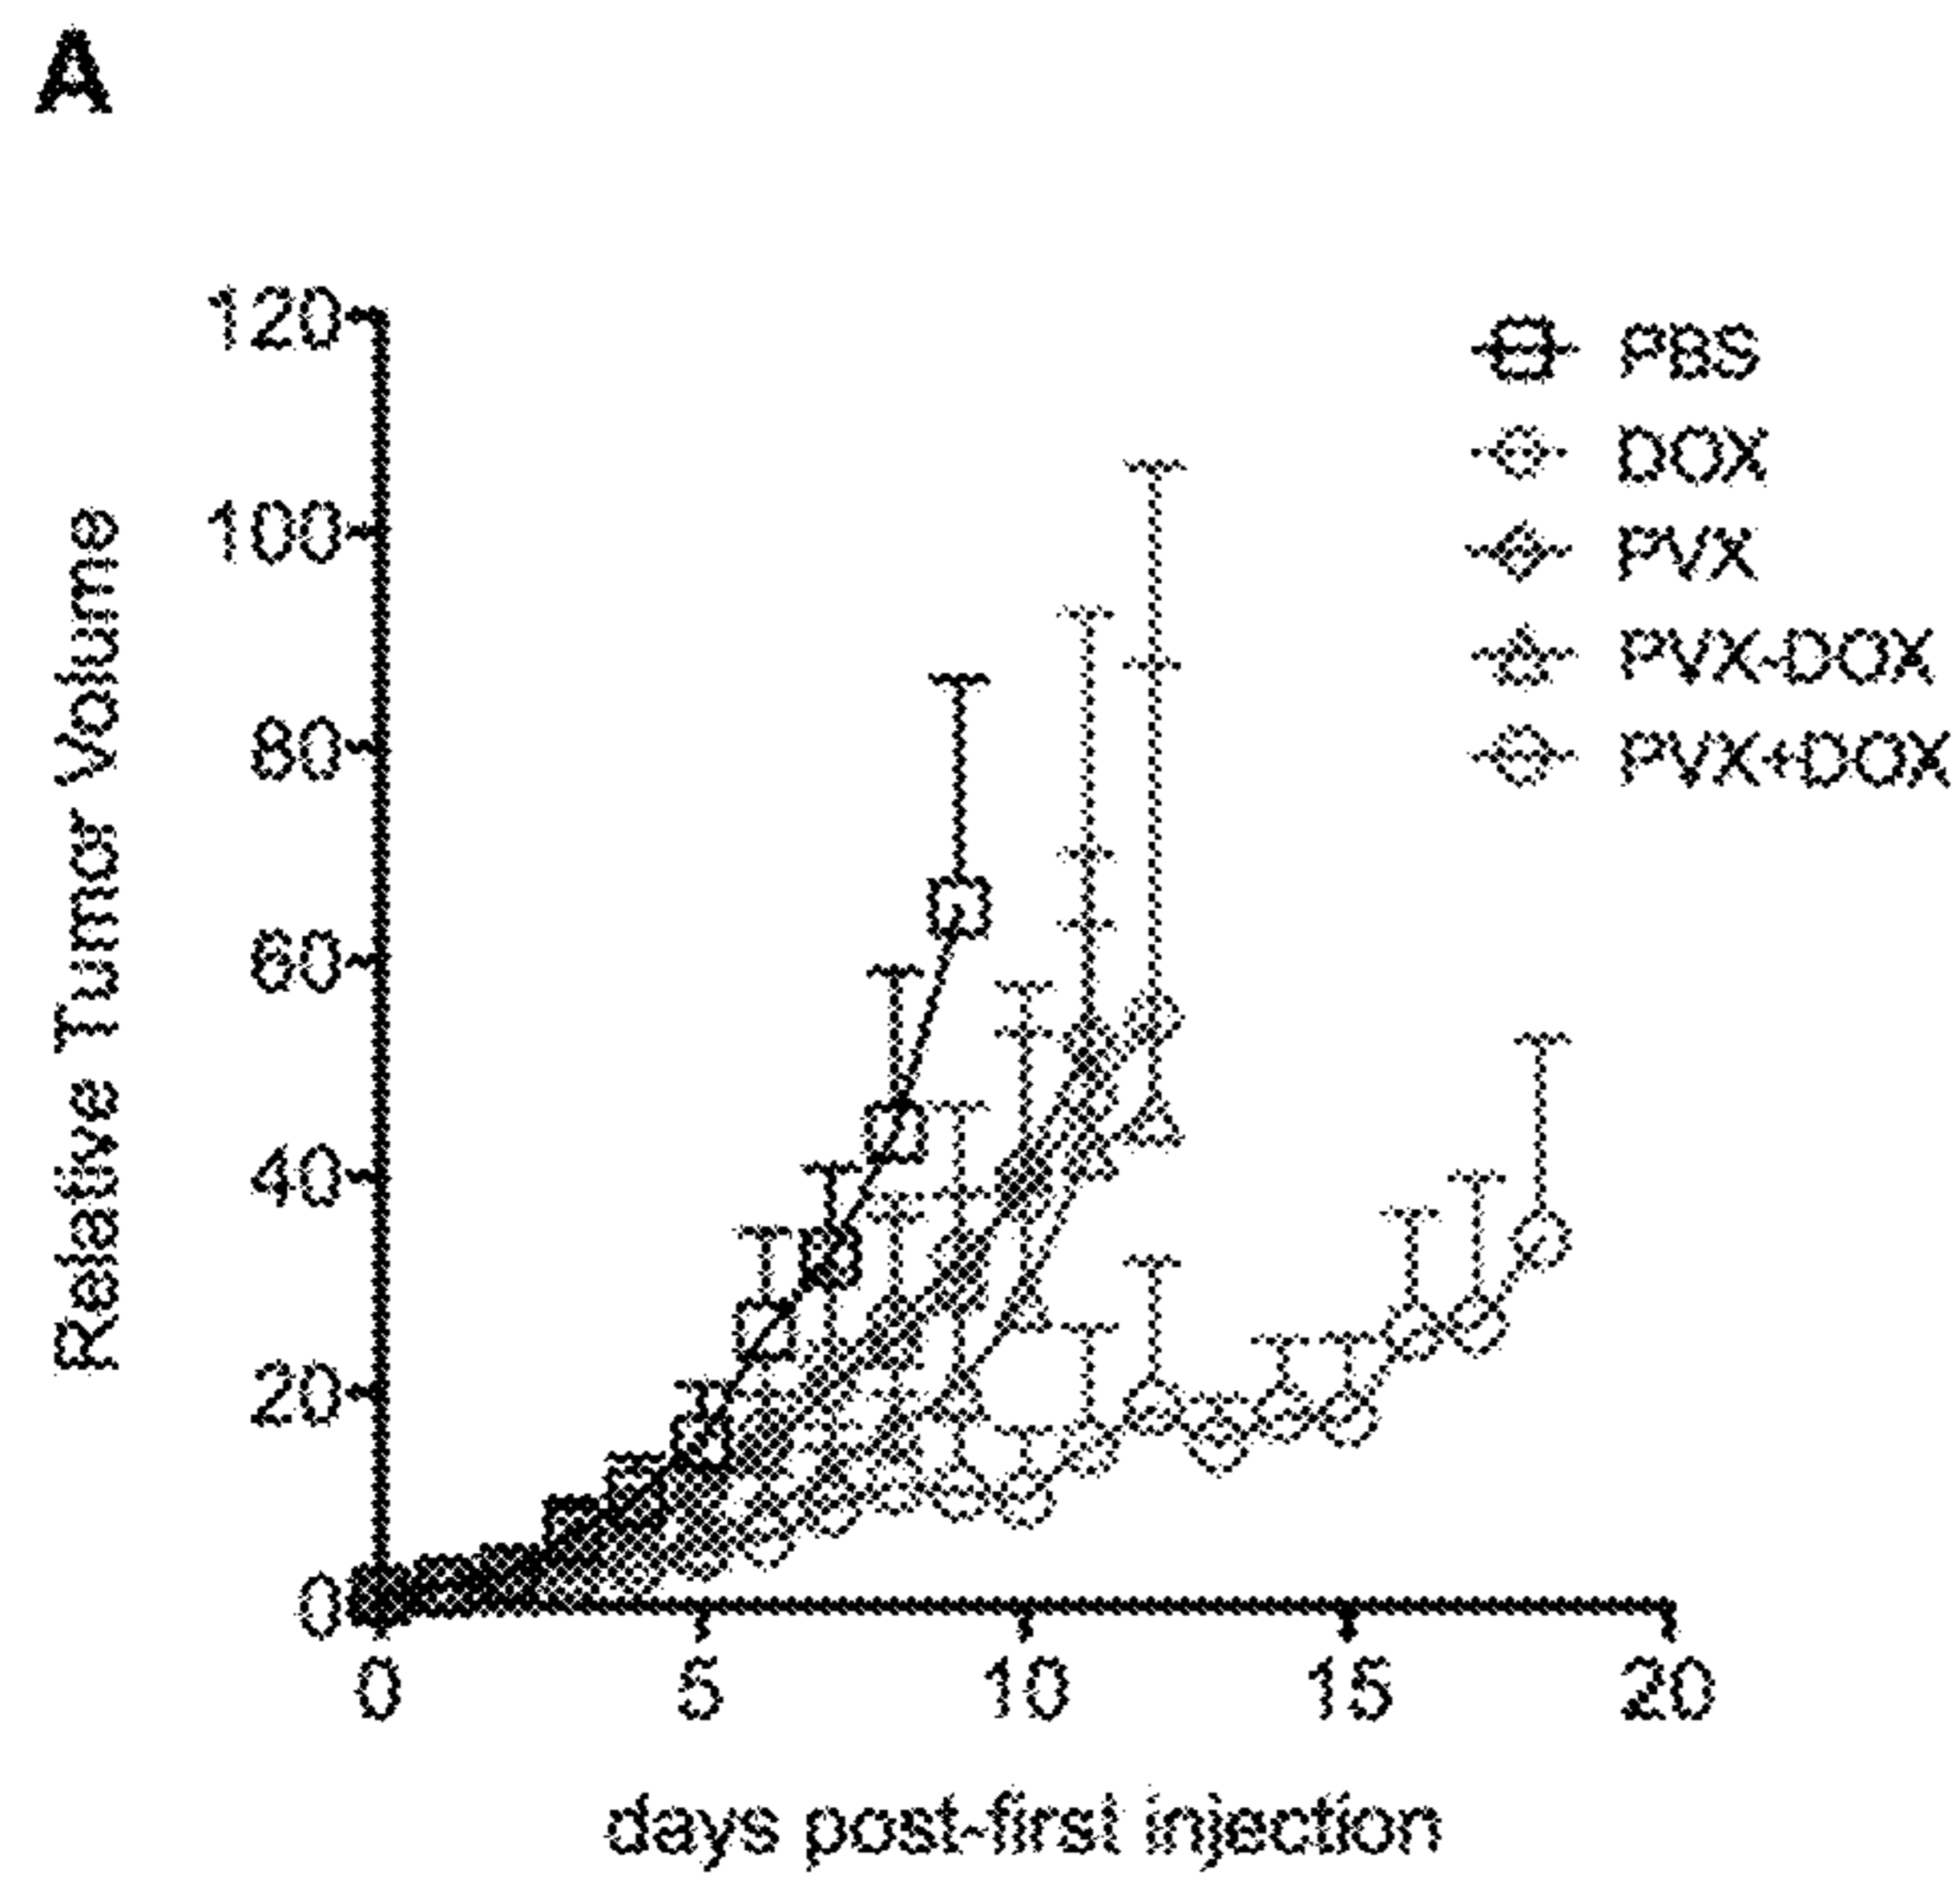 A
Relative Tumor Volume
120
100
80
60
40
20
0
0 5 10 15 20
days post-first injection
PBS
DOX
PVX
PVX-DOX
PVX+DOX